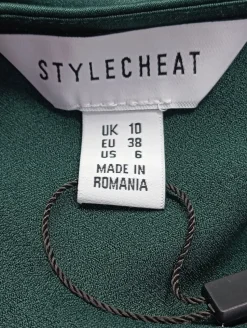 STYLECHEAT
UK 10
EU 38
US 6
MADE IN
ROMANIA